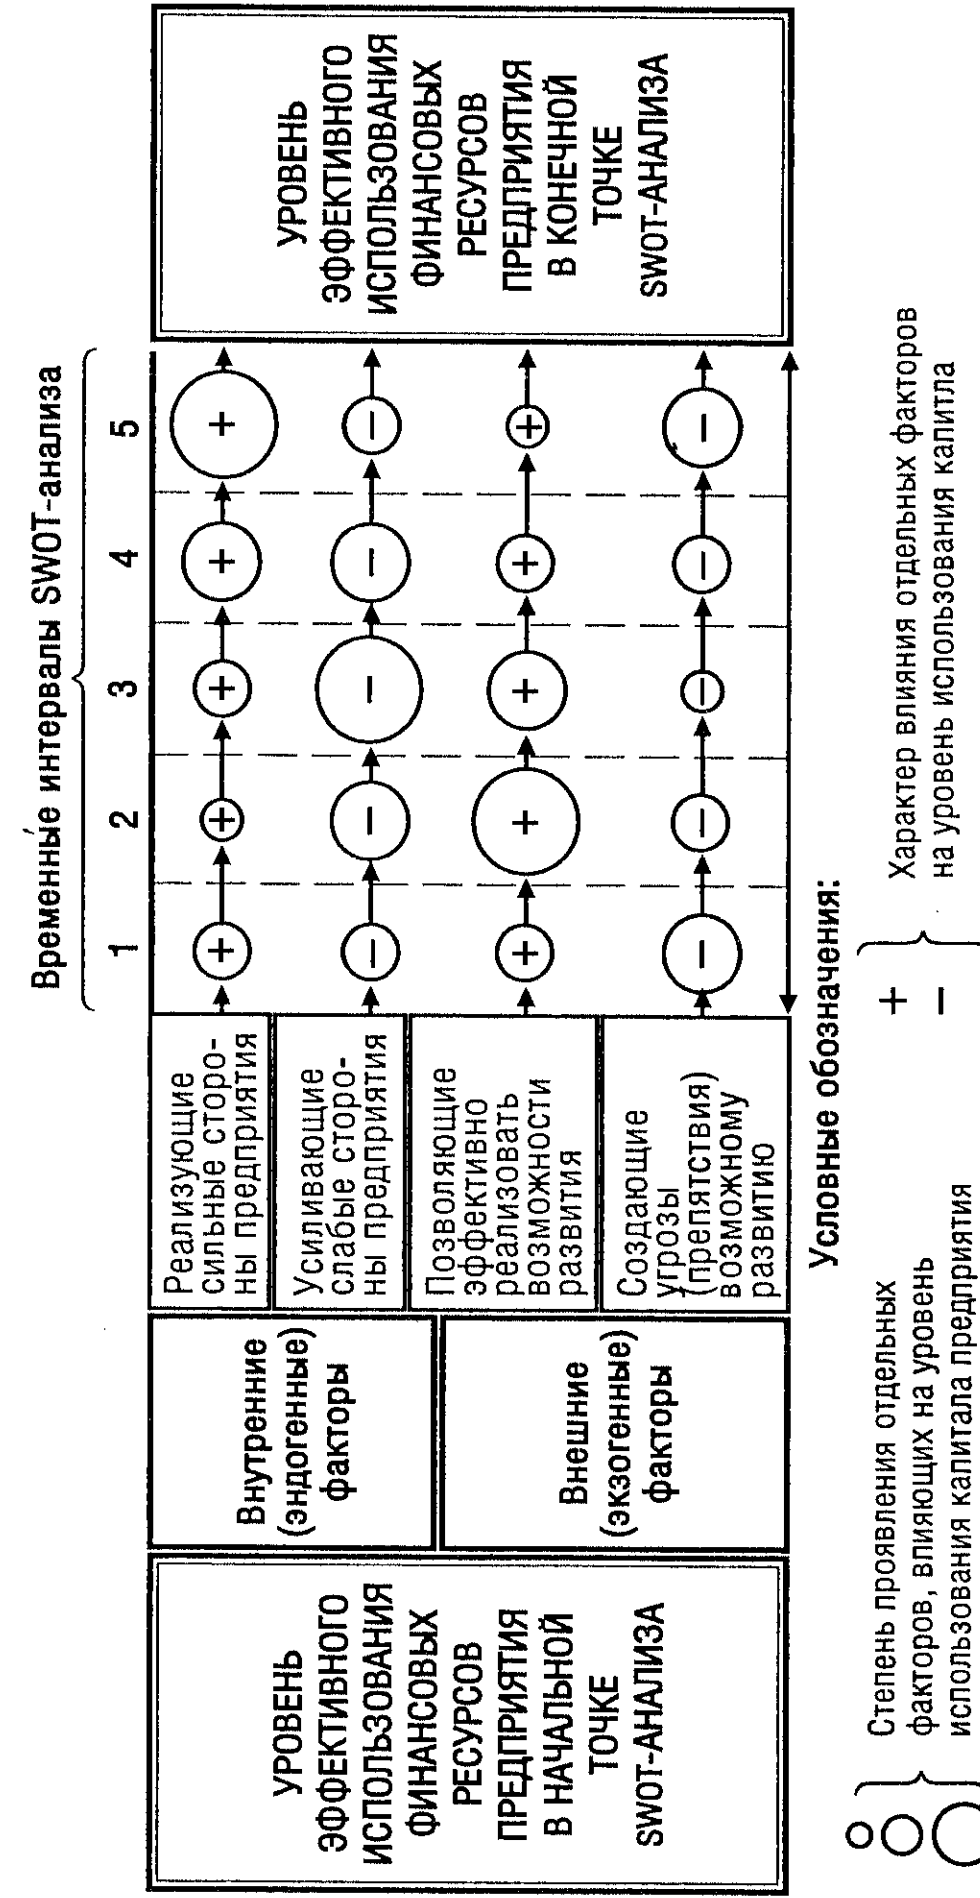 Временные интервалы SWOT-анализа
1 2 3 4 5
УРОВЕНЬ
ЭФФЕКТИВНОГО
ИСПОЛЬЗОВАНИЯ
ФИНАНСОВЫХ
РЕСУРСОВ
ПРЕДПРИЯТИЯ
В НАЧАЛЬНОЙ
ТОЧКЕ
SWOT-АНАЛИЗА
Внутренние
(эндогенные)
факторы
Реализующие
сильные сторо-
ны предприятия
+ + + + +
Усиливающие
слабые сторо-
ны предприятия
− − − − −
Внешние
(экзогенные)
факторы
Позволяющие
эффективно
реализовать
возможности
развития
+ + + + +
Создающие
угрозы
(препятствия)
возможному
развитию
− − − − −
УРОВЕНЬ
ЭФФЕКТИВНОГО
ИСПОЛЬЗОВАНИЯ
ФИНАНСОВЫХ
РЕСУРСОВ
ПРЕДПРИЯТИЯ
В КОНЕЧНОЙ
ТОЧКЕ
SWOT-АНАЛИЗА
Условные обозначения:
Степень проявления отдельных
факторов, влияющих на уровень
использования капитала предприятия
+
−
Характер влияния отдельных факторов
на уровень использования капитла